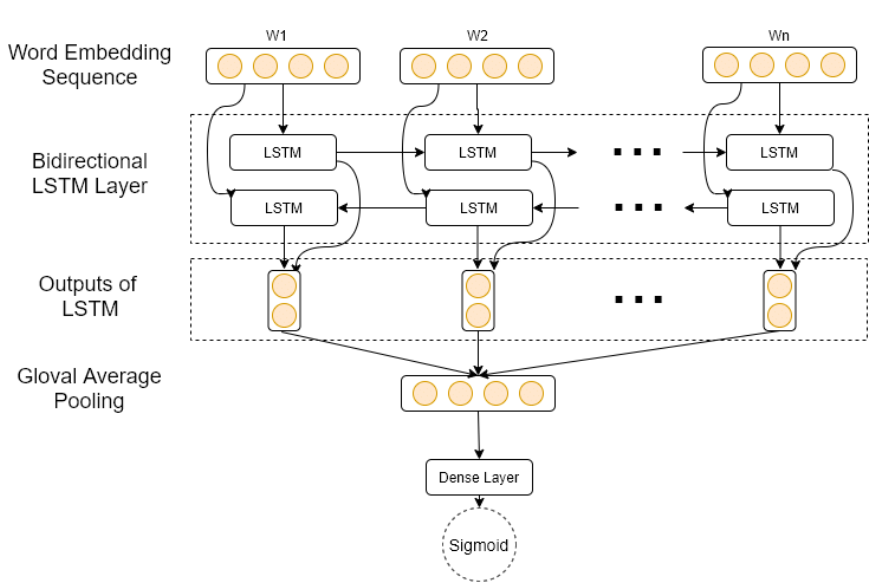 W1
W2
Wn
Word Embedding
Sequence
Bidirectional
LSTM Layer
LSTM
LSTM
LSTM
LSTM
LSTM
LSTM
Outputs of
LSTM
Gloval Average
Pooling
Dense Layer
Sigmoid